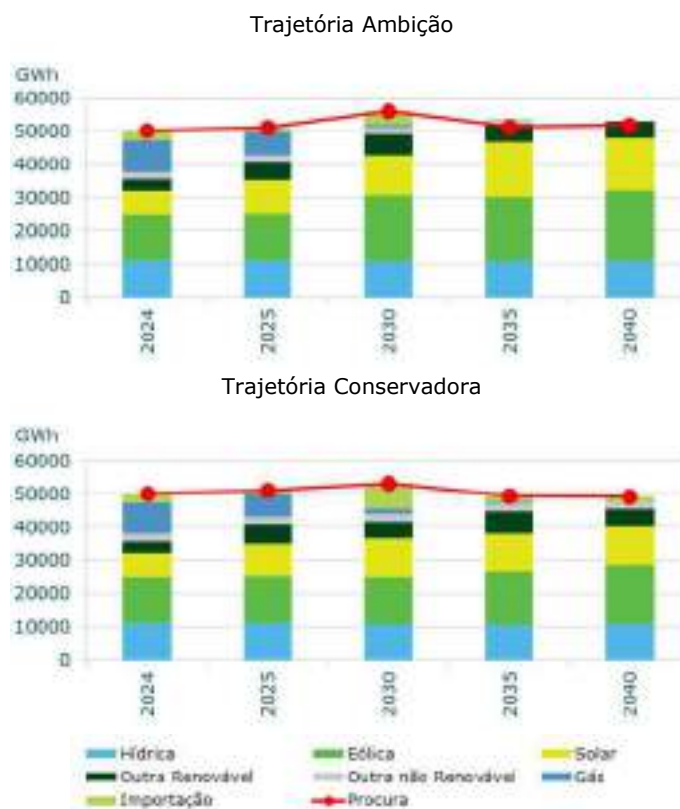 Trajetória Ambição
GWh
60000
50000
40000
30000
20000
10000
0
2024
2025
2030
2035
2040
Trajetória Conservadora
GWh
60000
50000
40000
30000
20000
10000
0
2024
2025
2030
2035
2040
Hídrica
Eólica
Solar
Outra Renovável
Outra não Renovável
Gás
Importação
Procura